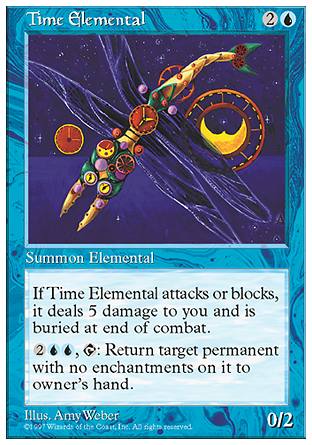 Time Elemental 2
Summon Elemental
If Time Elemental attacks or blocks,
it deals 5 damage to you and is
buried at end of combat.
2, : Return target permanent
with no enchantments on it to
owner's hand.
Illus. Amy Weber
© 1997 Wizards of the Coast, Inc. All rights reserved.
0/2